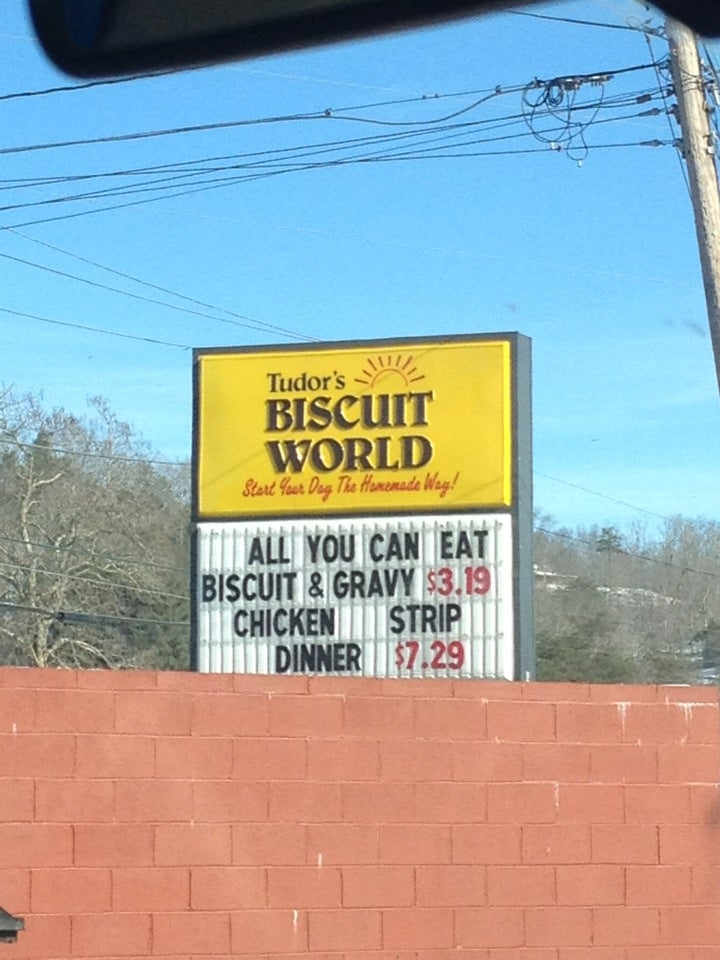 Tudor's
BISCUIT
WORLD
Start Your Day The Homemade Way!
ALL YOU CAN EAT
BISCUIT & GRAVY $3.19
CHICKEN STRIP
DINNER $7.29